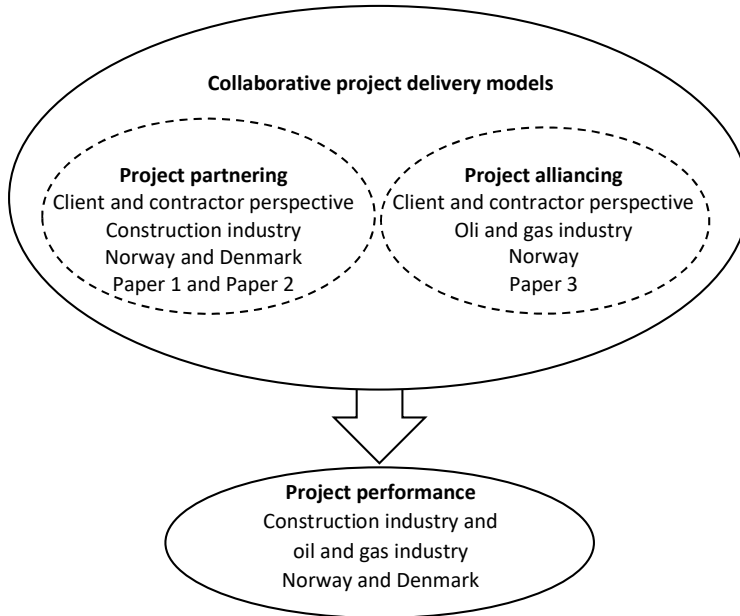 Collaborative project delivery models
Project partnering
Client and contractor perspective
Construction industry
Norway and Denmark
Paper 1 and Paper 2
Project alliancing
Client and contractor perspective
Oli and gas industry
Norway
Paper 3
Project performance
Construction industry and
oil and gas industry
Norway and Denmark